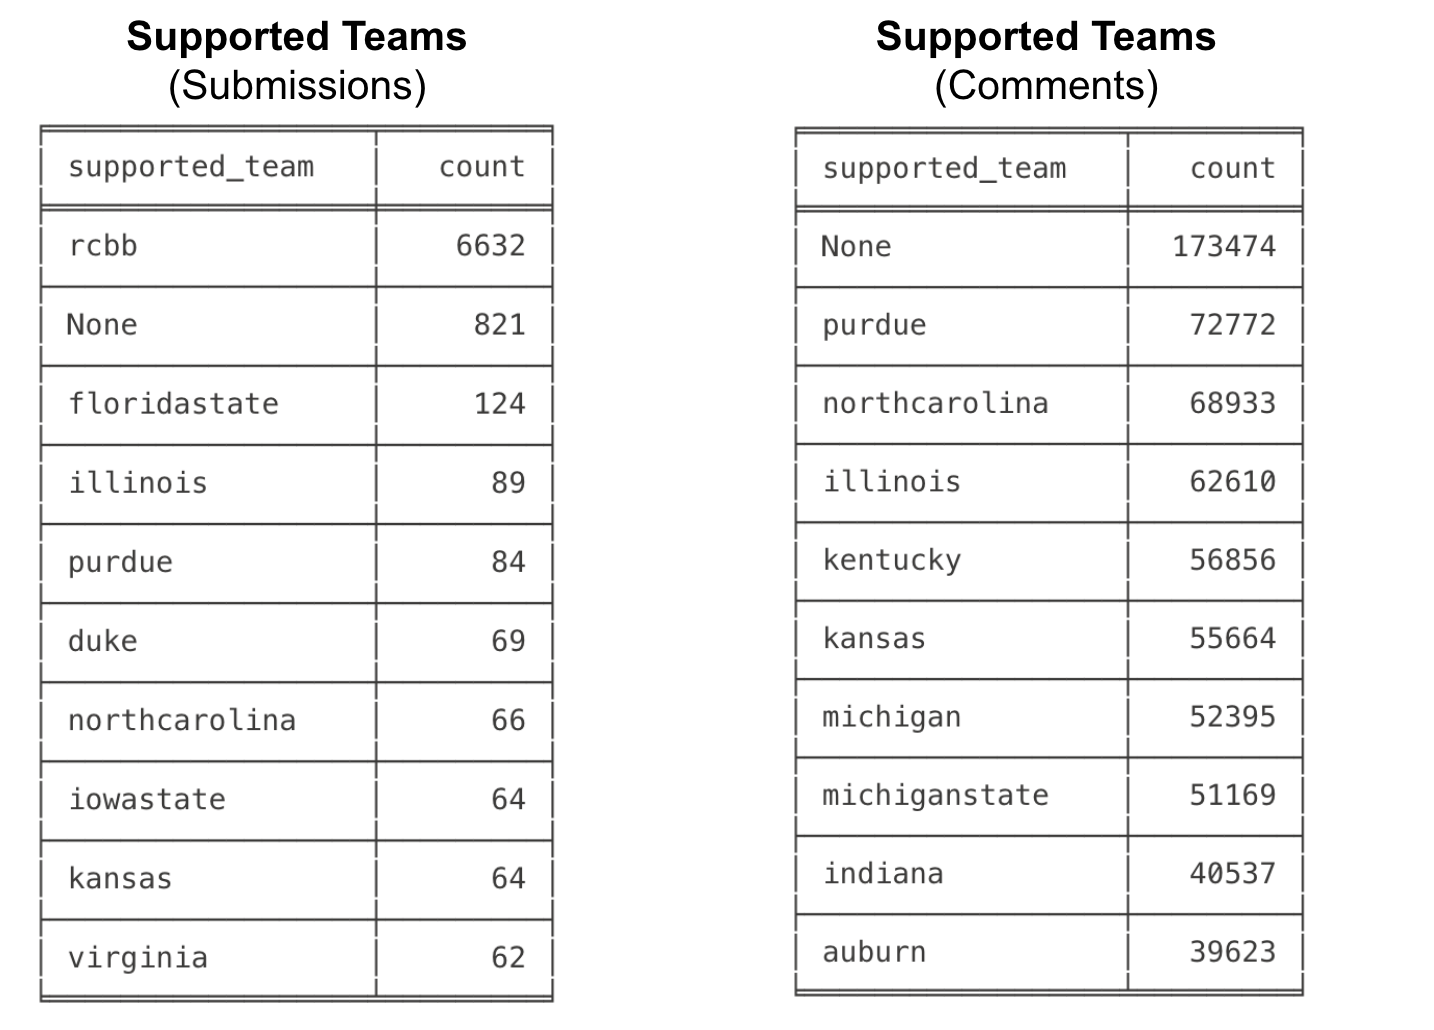 Supported Teams
(Submissions)
supported_team count
rcbb 6632
None 821
floridastate 124
illinois 89
purdue 84
duke 69
northcarolina 66
iowastate 64
kansas 64
virginia 62
Supported Teams
(Comments)
supported_team count
None 173474
purdue 72772
northcarolina 68933
illinois 62610
kentucky 56856
kansas 55664
michigan 52395
michiganstate 51169
indiana 40537
auburn 39623